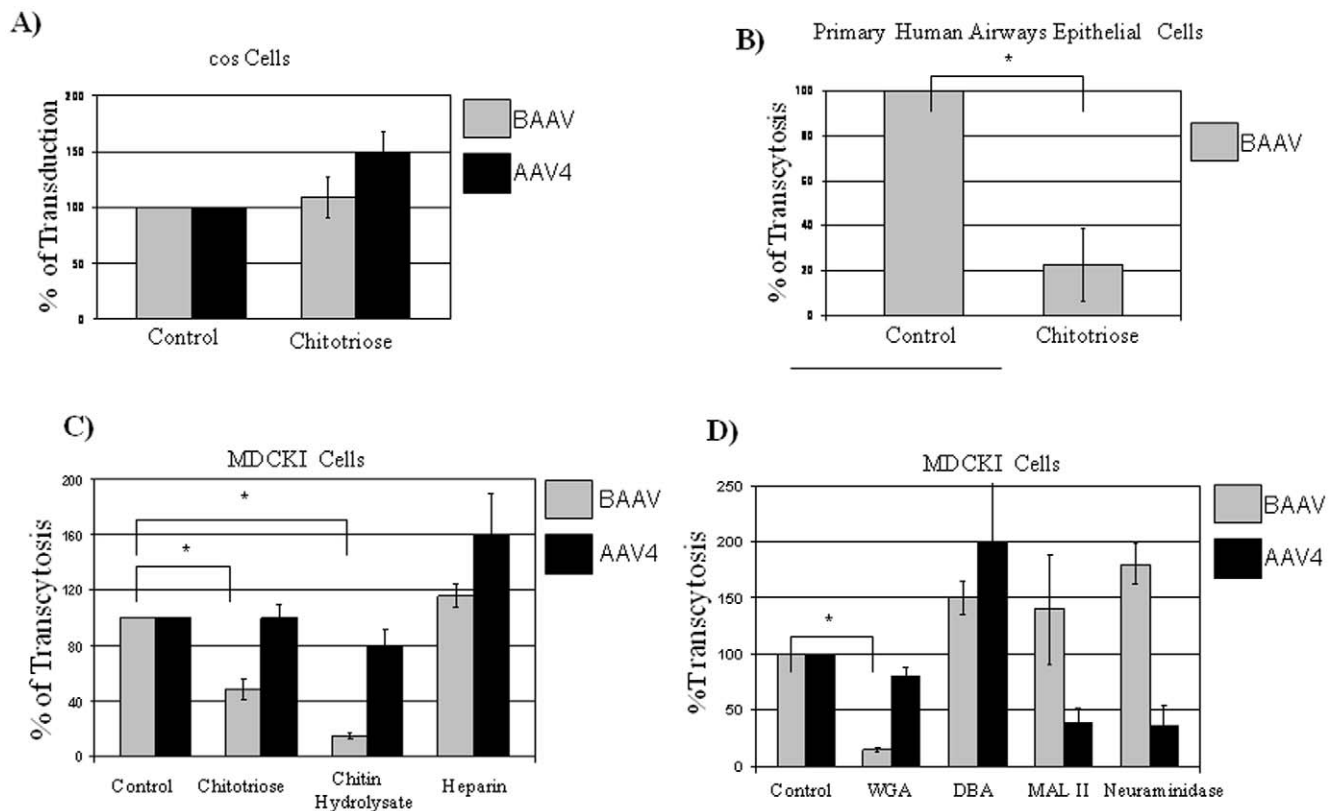 A)
cos Cells
% of Transduction
200
150
100
50
0
Control
Chitotriose
BAAV
AAV4
B)
Primary Human Airways Epithelial Cells
*
% of Transcytosis
100
80
60
40
20
0
Control
Chitotriose
BAAV
C)
MDCKI Cells
*
*
% of Transcytosis
200
160
120
80
40
0
Control
Chitotriose
Chitin
Hydrolysate
Heparin
BAAV
AAV4
D)
MDCKI Cells
*
%Transcytosis
250
200
150
100
50
0
Control
WGA
DBA
MAL II
Neuraminidase
BAAV
AAV4